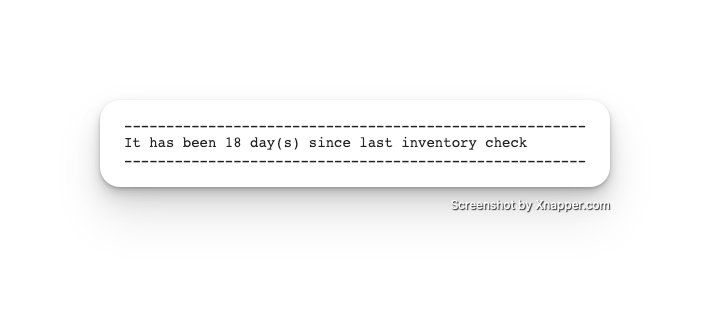 -------------------------------------------------------
It has been 18 day(s) since last inventory check
-------------------------------------------------------
Screenshot by Xnapper.com